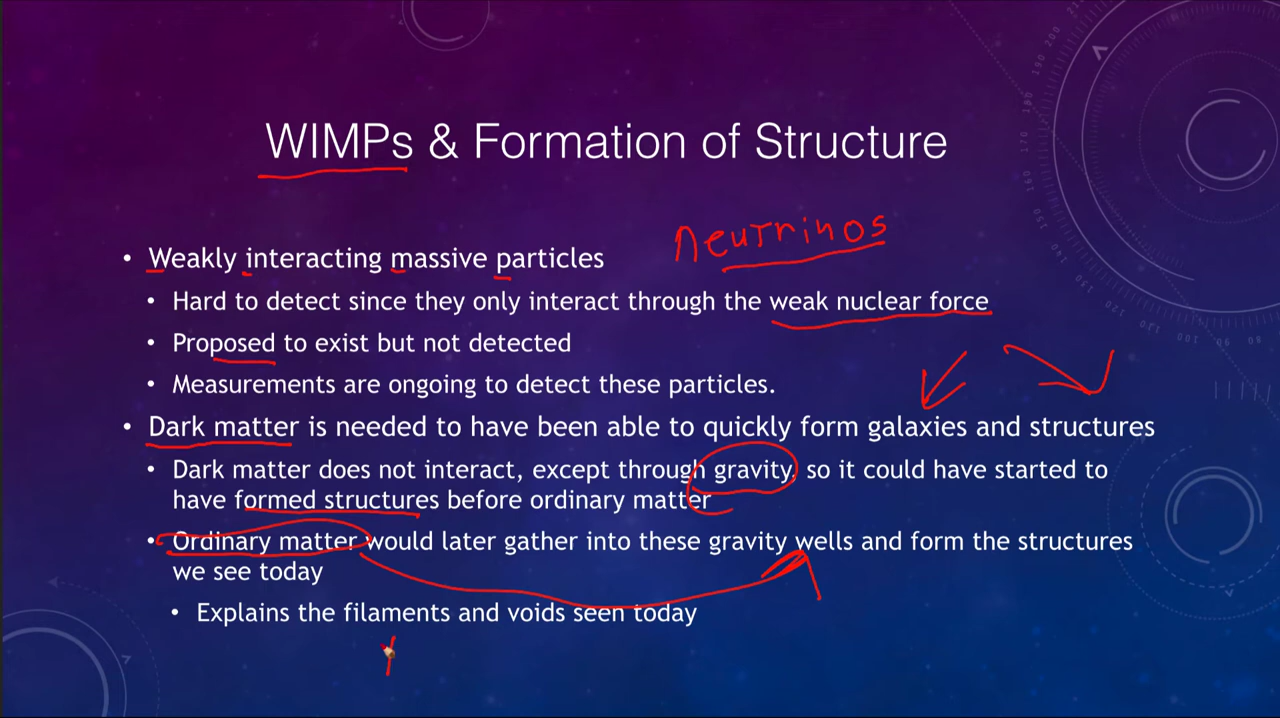 WIMPs & Formation of Structure
neutrinos
• Weakly interacting massive particles
• Hard to detect since they only interact through the weak nuclear force
• Proposed to exist but not detected
• Measurements are ongoing to detect these particles.
• Dark matter is needed to have been able to quickly form galaxies and structures
• Dark matter does not interact, except through gravity, so it could have started to
have formed structures before ordinary matter
• Ordinary matter would later gather into these gravity wells and form the structures
we see today
• Explains the filaments and voids seen today